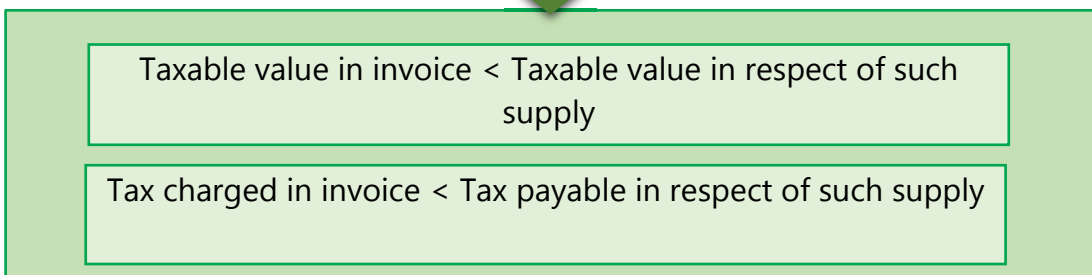 Taxable value in invoice < Taxable value in respect of such
supply
Tax charged in invoice < Tax payable in respect of such supply